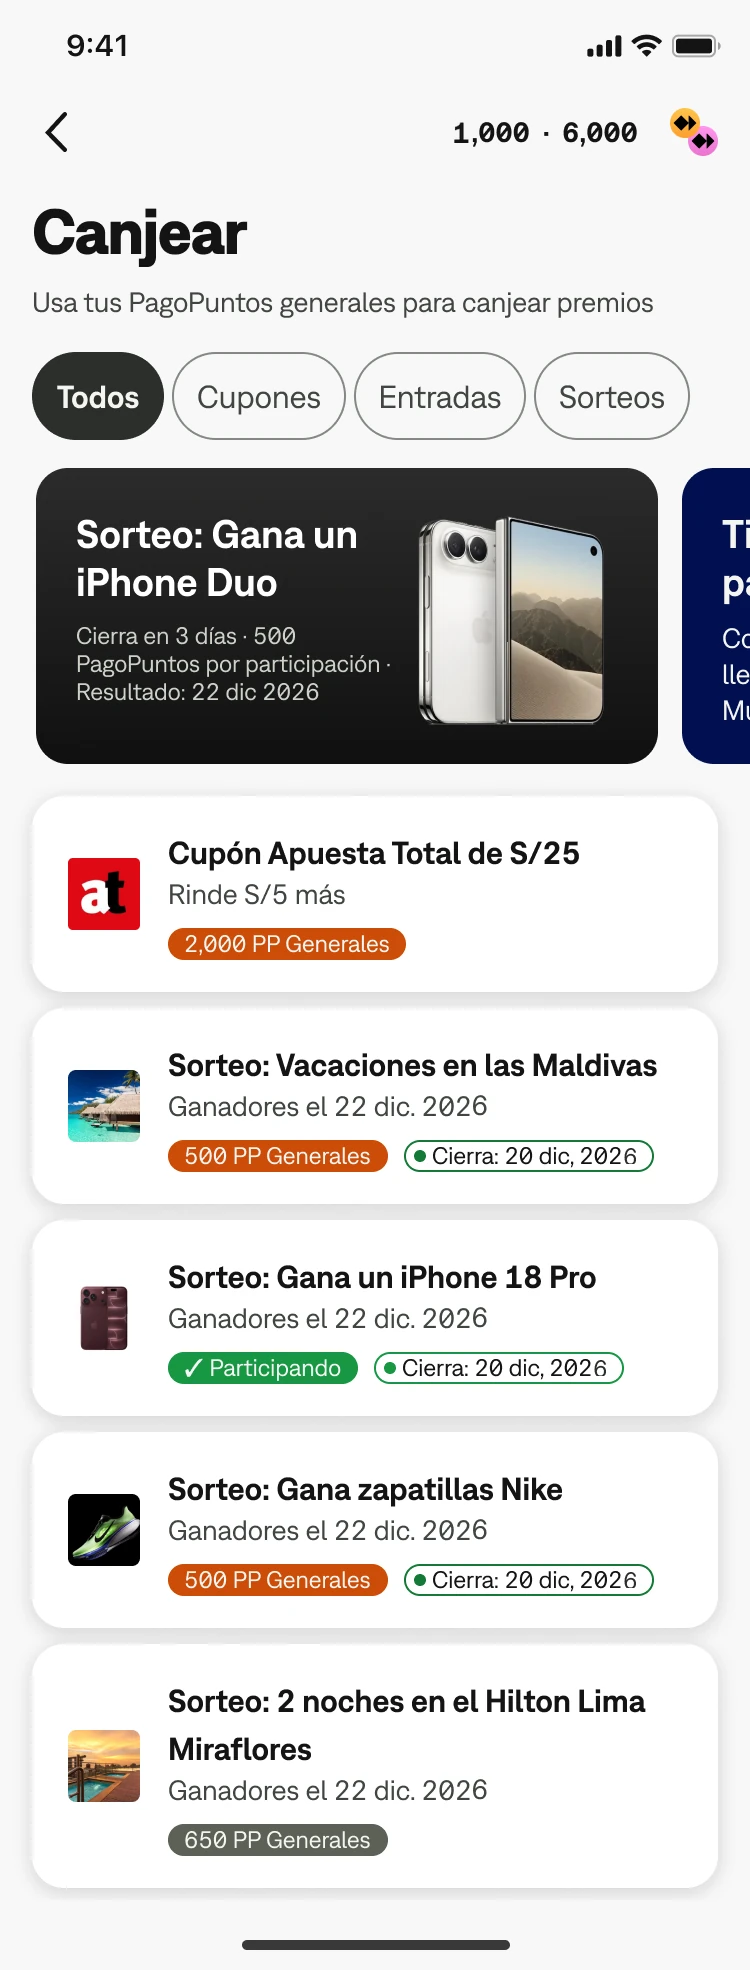 9:41
1,000 · 6,000
Canjear
Usa tus PagoPuntos generales para canjear premios
Todos
Cupones
Entradas
Sorteos
Sorteo: Gana un
iPhone Duo
Cierra en 3 días · 500
PagoPuntos por participación ·
Resultado: 22 dic 2026
at
Cupón Apuesta Total de S/25
Rinde S/5 más
2,000 PP Generales
Sorteo: Vacaciones en las Maldivas
Ganadores el 22 dic. 2026
500 PP Generales
Cierra: 20 dic, 2026
Sorteo: Gana un iPhone 18 Pro
Ganadores el 22 dic. 2026
✓ Participando
Cierra: 20 dic, 2026
Sorteo: Gana zapatillas Nike
Ganadores el 22 dic. 2026
500 PP Generales
Cierra: 20 dic, 2026
Sorteo: 2 noches en el Hilton Lima
Miraflores
Ganadores el 22 dic. 2026
650 PP Generales